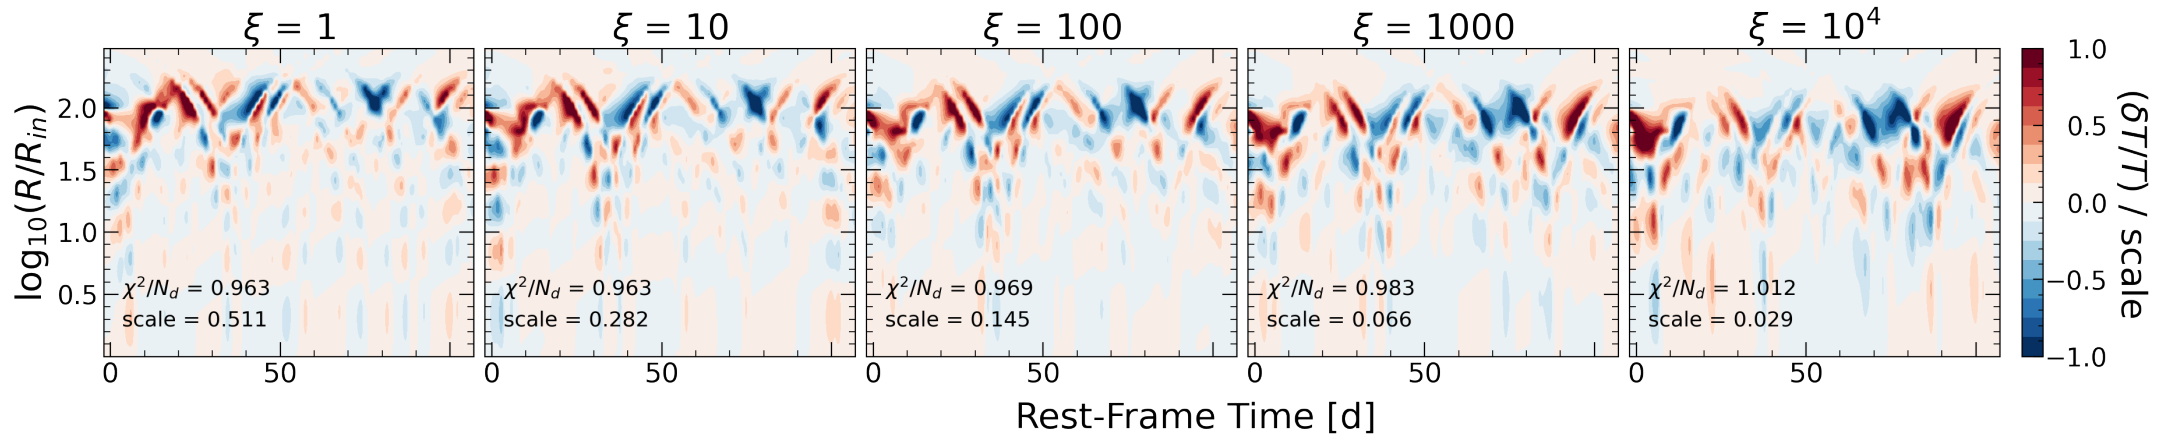 ξ = 1
ξ = 10
ξ = 100
ξ = 1000
ξ = 10⁴
log₁₀(R/Rᵢₙ)
2.0
1.5
1.0
0.5
χ²/N_d = 0.963
scale = 0.511
χ²/N_d = 0.963
scale = 0.282
χ²/N_d = 0.969
scale = 0.145
χ²/N_d = 0.983
scale = 0.066
χ²/N_d = 1.012
scale = 0.029
0 50
0 50
0 50
0 50
0 50
Rest-Frame Time [d]
1.0
0.5
0.0
−0.5
−1.0
(δT/T) / scale